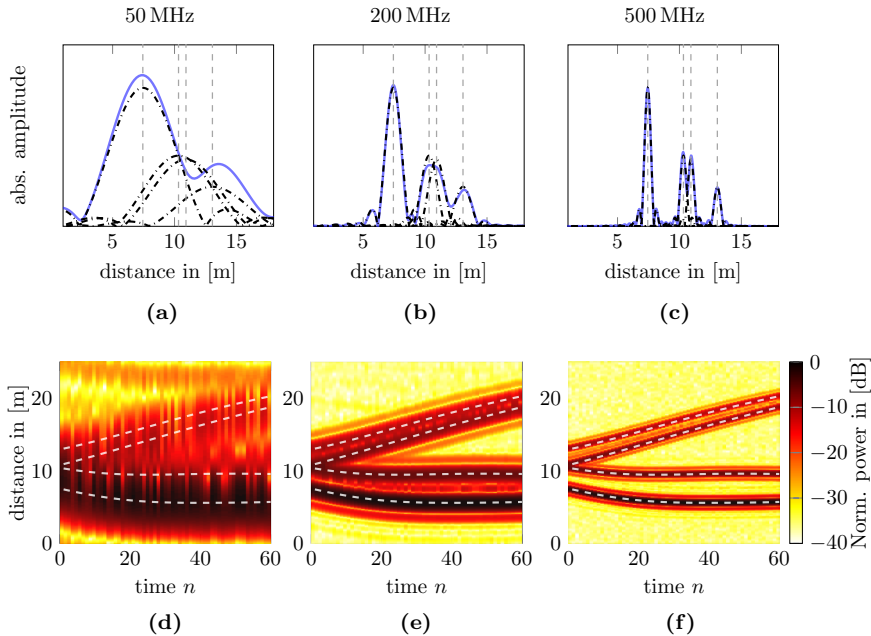 50 MHz 200 MHz 500 MHz
abs. amplitude
5 10 15 5 10 15 5 10 15
distance in [m] distance in [m] distance in [m]
(a) (b) (c)
distance in [m]
20 10 0
20 10 0
20 10 0
0 −10 −20 −30 −40
Norm. power in [dB]
0 20 40 60 0 20 40 60 0 20 40 60
time n time n time n
(d) (e) (f)